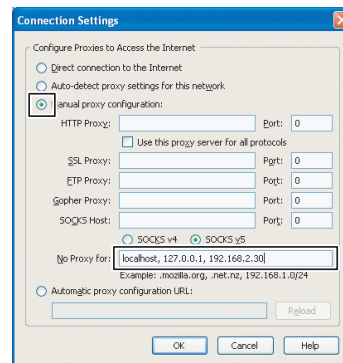 Connection Settings
Configure Proxies to Access the Internet
Direct connection to the Internet
Auto-detect proxy settings for this network
anual proxy configuration:
HTTP Proxy: Port: 0
Use this proxy server for all protocols
SSL Proxy: Port: 0
FTP Proxy: Port: 0
Gopher Proxy: Port: 0
SOCKS Host: Port: 0
SOCKS v4 SOCKS v5
No Proxy for: localhost, 127.0.0.1, 192.168.2.30
Example: .mozilla.org, .net.nz, 192.168.1.0/24
Automatic proxy configuration URL:
Reload
OK Cancel Help